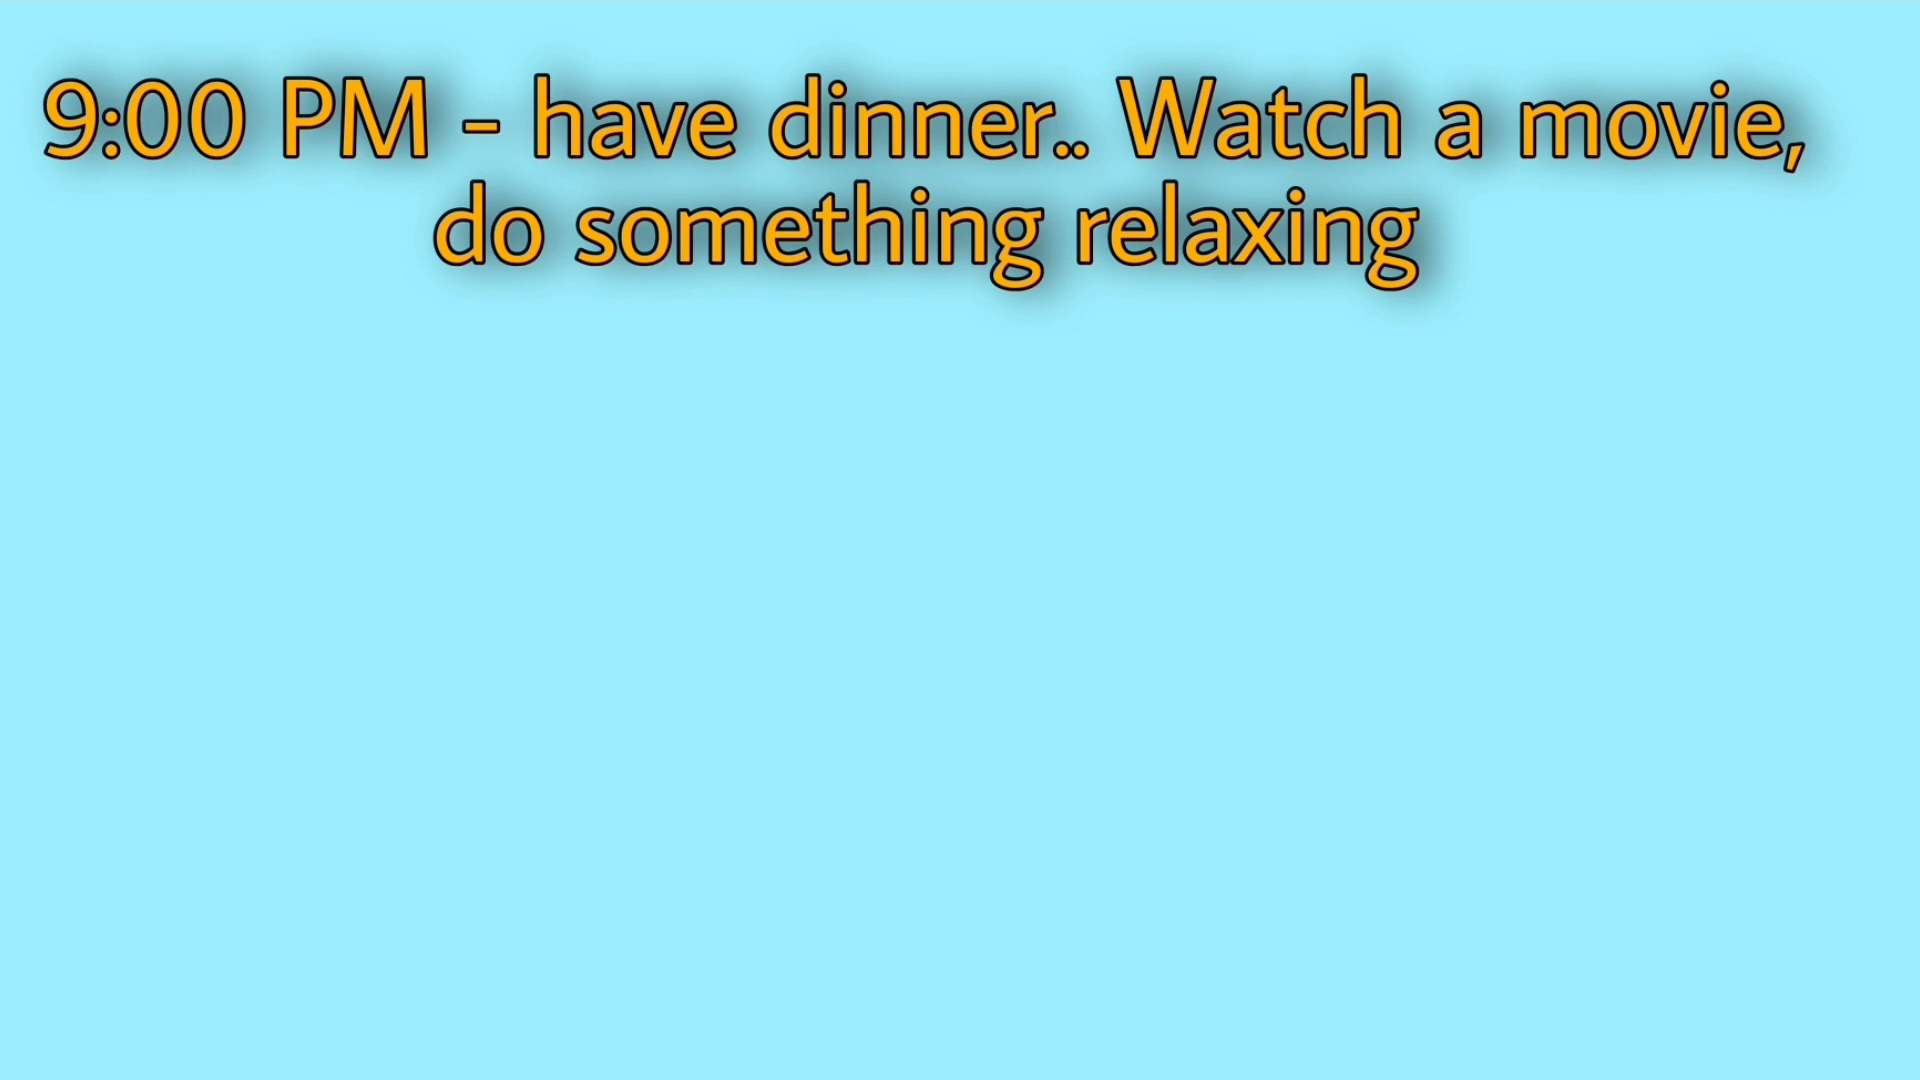 9:00 PM - have dinner.. Watch a movie,
do something relaxing